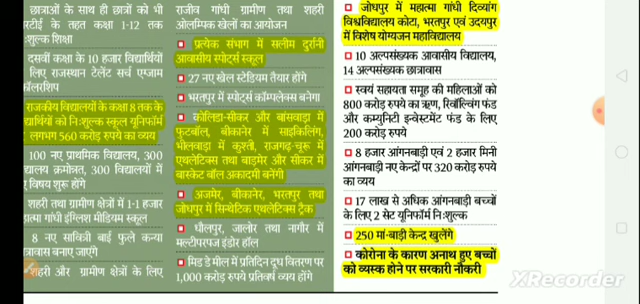 छात्राओं के साथ ही छात्रों को भी
रटीई के तहत कक्षा 1-12 तक
:शुल्क शिक्षा
दसवीं कक्षा के 10 हजार विद्यार्थियों
लिए राजस्थान टेलेंट सर्च एग्जाम
कॉलरशिप
राजकीय विद्यालयों के कक्षा 8 तक के
द्यार्थियों को नि:शुल्क स्कूल यूनिफॉर्म
लगभग 560 करोड़ रुपये का व्यय
100 नए प्राथमिक विद्यालय, 300
द्यालय क्रमोन्नत, 300 विद्यालयों में
ए विषय शुरू होंगे
शहरी तथा ग्रामीण क्षेत्रों में 1-1 हजार
ात्मा गांधी इंग्लिश मीडियम स्कूल
8 नए सावित्री बाई फुले कन्या
त्रावास बनाए जाएंगे
शहरी और ग्रामीण क्षेत्रों के लिए
राजीव गांधी ग्रामीण तथा शहरी
ओलम्पिक खेलों का आयोजन
प्रत्येक संभाग में सलीम दुर्रानी
आवासीय स्पोर्ट्स स्कूल
27 नए खेल स्टेडियम तैयार होंगे
भरतपुर में स्पोर्ट्स कॉम्पलेक्स बनेगा
कोलिडा-सीकर और बांसवाड़ा में
फुटबॉल, बीकानेर में साइकिलिंग,
भीलवाड़ा में कुश्ती, राजगढ़-चूरू में
एथलेटिक्स तथा बाड़मेर और सीकर में
बास्केट बॉल अकादमी बनेंगी
अजमेर, बीकानेर, भरतपुर तथा
जोधपुर में सिन्थेटिक एथलेटिक्स ट्रैक
धौलपुर, जालोर तथा नागौर में
मल्टीपरपज इंडोर हॉल
मिड डे मील में प्रतिदिन दूध वितरण पर
1,000 करोड़ रुपये प्रतिवर्ष व्यय होंगे
जोधपुर में महात्मा गांधी दिव्यांग
विश्वविद्यालय कोटा, भरतपुर एवं उदयपुर
में विशेष योग्यजन महाविद्यालय
10 अल्पसंख्यक आवासीय विद्यालय,
14 अल्पसंख्यक छात्रावास
स्वयं सहायता समूह की महिलाओं को
800 करोड़ रुपये का ऋण, रिवॉल्विंग फंड
और कम्युनिटी इन्वेस्टमेंट फंड के लिए
200 करोड़ रुपये
8 हजार आंगनबाड़ी एवं 2 हजार मिनी
आंगनबाड़ी नए केन्द्रों पर 320 करोड़ रुपये
का व्यय
17 लाख से अधिक आंगनबाड़ी बच्चों
के लिए 2 सेट यूनिफॉर्म नि:शुल्क
250 मां-बाड़ी केन्द्र खुलेंगे
कोरोना के कारण अनाथ हुए बच्चों
को व्यस्क होने पर सरकारी नौकरी
XRecorder